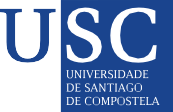 USC
UNIVERSIDADE
DE SANTIAGO
DE COMPOSTELA